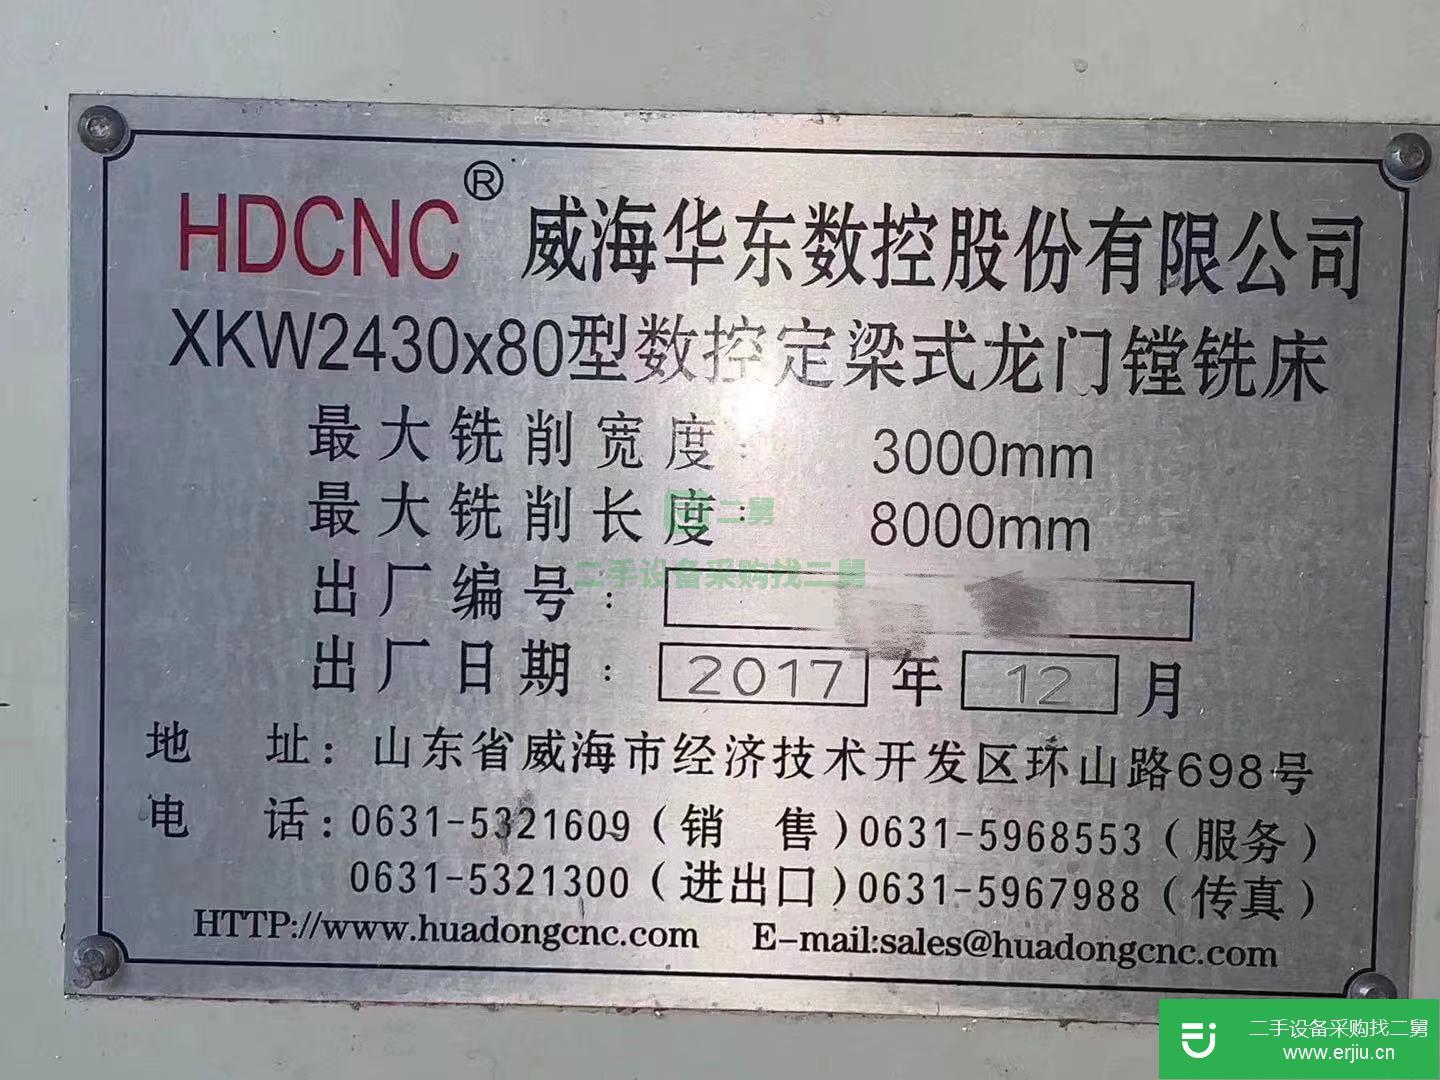 HDCNC® 威海华东数控股份有限公司
XKW2430x80型数控定梁式龙门镗铣床
最大铣削宽度: 3000mm
最大铣削长度: 8000mm
二舅
二手设备采购找二舅
出厂编号:
出厂日期: 2017 年 12 月
地 址: 山东省威海市经济技术开发区环山路698号
电 话: 0631-5321609(销 售)0631-5968553(服务)
0631-5321300(进出口)0631-5967988(传真)
HTTP://www.huadongcnc.com E-mail:sales@huadongcnc.com
二手设备采购找二舅
www.erjiu.cn